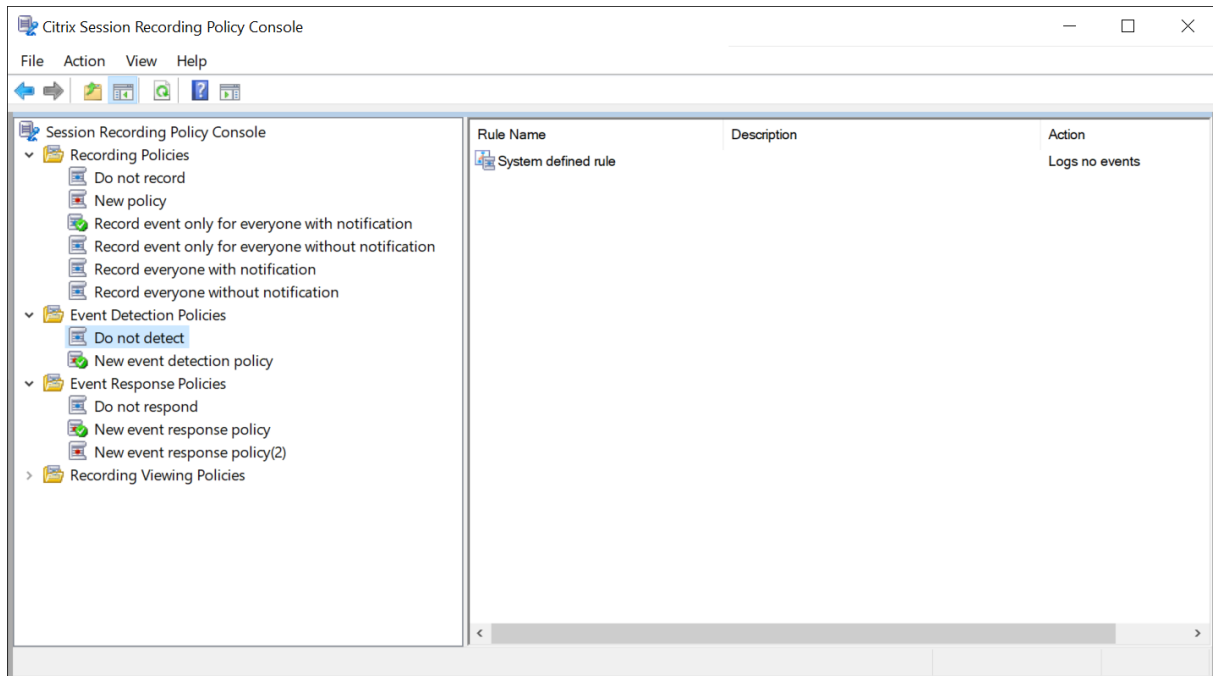 Citrix Session Recording Policy Console
File Action View Help
Session Recording Policy Console
Recording Policies
Do not record
New policy
Record event only for everyone with notification
Record event only for everyone without notification
Record everyone with notification
Record everyone without notification
Event Detection Policies
Do not detect
New event detection policy
Event Response Policies
Do not respond
New event response policy
New event response policy(2)
Recording Viewing Policies
Rule Name Description Action
System defined rule Logs no events